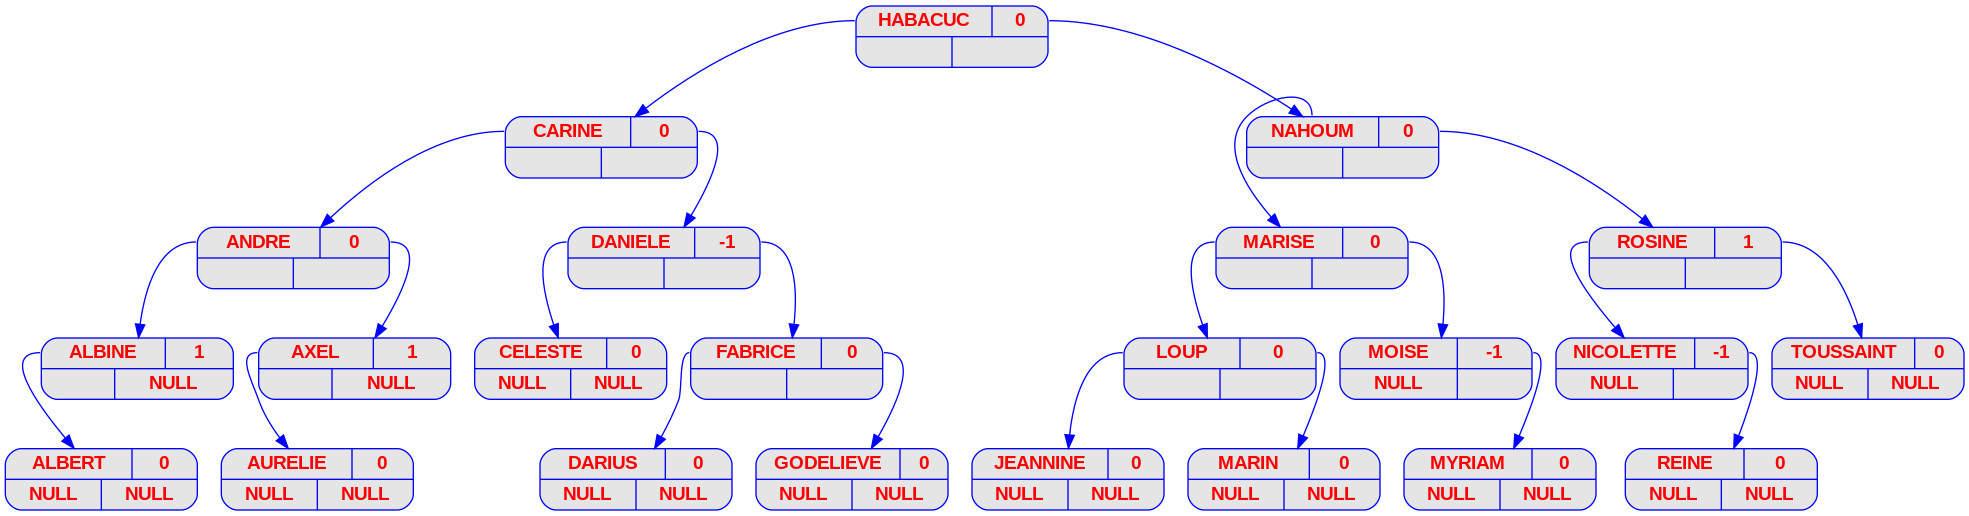 HABACUC 0
CARINE 0
NAHOUM 0
ANDRE 0
DANIELE -1
MARISE 0
ROSINE 1
ALBINE 1
NULL
AXEL 1
NULL
CELESTE 0
NULL NULL
FABRICE 0
LOUP 0
MOISE -1
NULL
NICOLETTE -1
NULL
TOUSSAINT 0
NULL NULL
ALBERT 0
NULL NULL
AURELIE 0
NULL NULL
DARIUS 0
NULL NULL
GODELIEVE 0
NULL NULL
JEANNINE 0
NULL NULL
MARIN 0
NULL NULL
MYRIAM 0
NULL NULL
REINE 0
NULL NULL